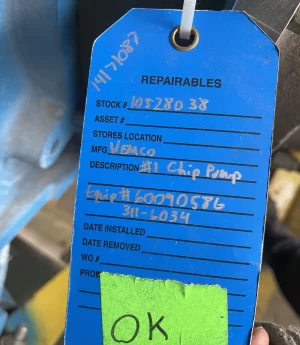 14171087
REPAIRABLES
STOCK # 10528038
ASSET #
STORES LOCATION
MFG VEMCO
DESCRIPTION #1 Chip Pump
Equip # 60090586
311-6034
DATE INSTALLED
DATE REMOVED
WO #
OK